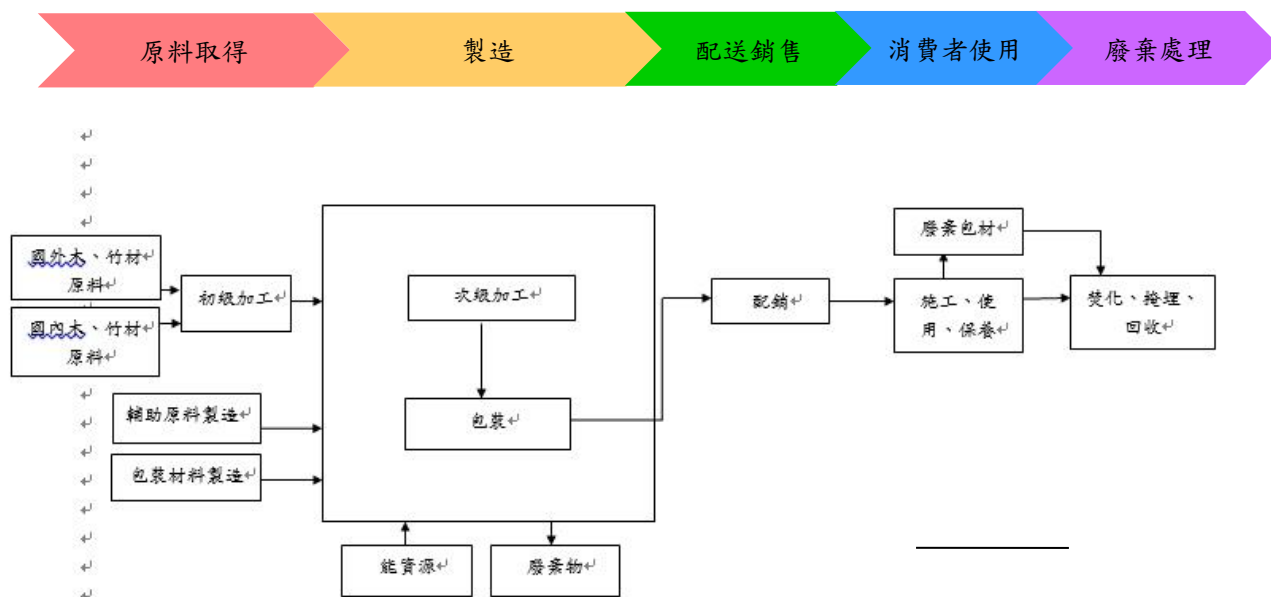 原料取得
製造
配送銷售
消費者使用
廢棄處理
國外木、竹材
原料
國內木、竹材
原料
初級加工
輔助原料製造
包裝材料製造
次級加工
包裝
能資源
廢棄物
配銷
廢棄包材
施工、使
用、保養
焚化、掩埋、
回收